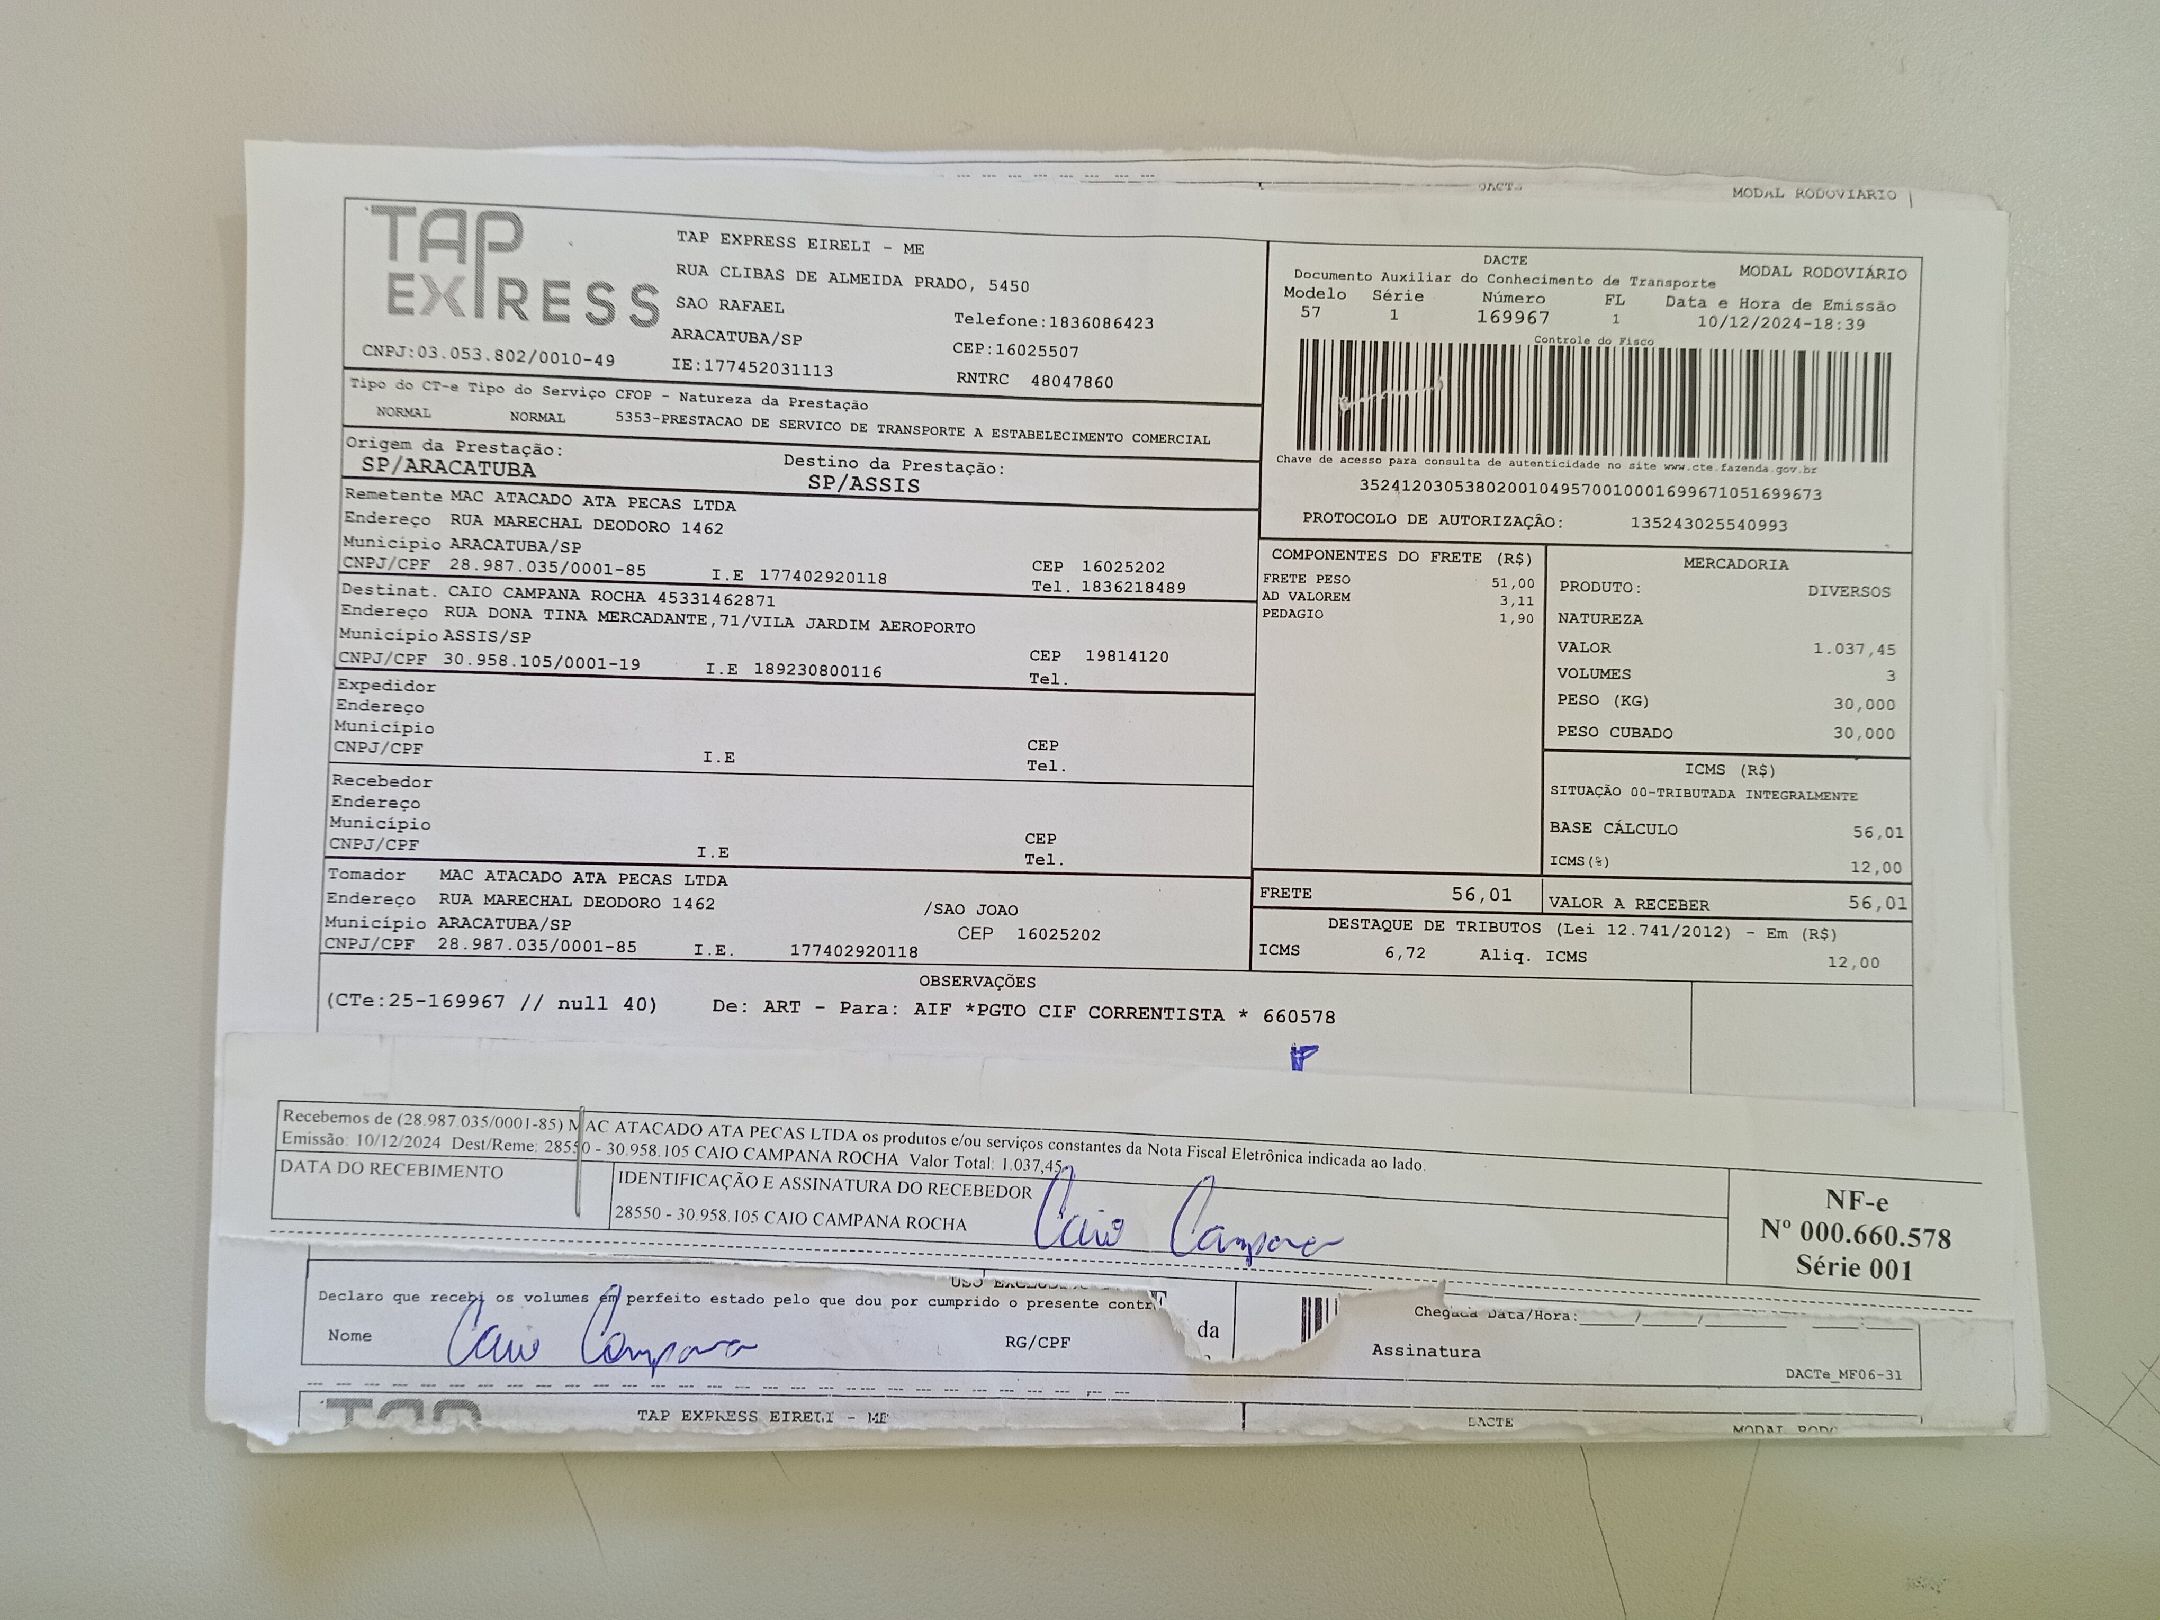 DACTE MODAL RODOVIARIO
TAP EXPRESS
TAP EXPRESS EIRELI - ME
RUA CLIBAS DE ALMEIDA PRADO, 5450
SAO RAFAEL
Telefone:1836086423
ARACATUBA/SP
CEP:16025507
CNPJ:03.053.802/0010-49
IE:177452031113
RNTRC 48047860
DACTE
MODAL RODOVIÁRIO
Documento Auxiliar do Conhecimento de Transporte
Modelo Série Número FL Data e Hora de Emissão
57 1 169967 1 10/12/2024-18:39
Controle do Fisco
Chave de acesso para consulta de autenticidade no site www.cte.fazenda.gov.br
35241203053802001049570010001699671051699673
PROTOCOLO DE AUTORIZAÇÃO: 135243025540993
Tipo do CT-e Tipo do Serviço CFOP - Natureza da Prestação
NORMAL NORMAL 5353-PRESTACAO DE SERVICO DE TRANSPORTE A ESTABELECIMENTO COMERCIAL
Origem da Prestação: Destino da Prestação:
SP/ARACATUBA SP/ASSIS
Remetente MAC ATACADO ATA PECAS LTDA
Endereço RUA MARECHAL DEODORO 1462
Município ARACATUBA/SP CEP 16025202
CNPJ/CPF 28.987.035/0001-85 I.E 177402920118 Tel. 1836218489
Destinat. CAIO CAMPANA ROCHA 45331462871
Endereço RUA DONA TINA MERCADANTE,71/VILA JARDIM AEROPORTO
Município ASSIS/SP CEP 19814120
CNPJ/CPF 30.958.105/0001-19 I.E 189230800116 Tel.
Expedidor
Endereço
Município CEP
CNPJ/CPF I.E Tel.
Recebedor
Endereço
Município CEP
CNPJ/CPF I.E Tel.
Tomador MAC ATACADO ATA PECAS LTDA
Endereço RUA MARECHAL DEODORO 1462 /SAO JOAO
Município ARACATUBA/SP CEP 16025202
CNPJ/CPF 28.987.035/0001-85 I.E. 177402920118
COMPONENTES DO FRETE (R$)
FRETE PESO 51,00
AD VALOREM 3,11
PEDAGIO 1,90
MERCADORIA
PRODUTO: DIVERSOS
NATUREZA
VALOR 1.037,45
VOLUMES 3
PESO (KG) 30,000
PESO CUBADO 30,000
ICMS (R$)
SITUAÇÃO 00-TRIBUTADA INTEGRALMENTE
BASE CÁLCULO 56,01
ICMS(%) 12,00
FRETE 56,01 VALOR A RECEBER 56,01
DESTAQUE DE TRIBUTOS (Lei 12.741/2012) - Em (R$)
ICMS 6,72 Aliq. ICMS 12,00
OBSERVAÇÕES
(CTe:25-169967 // null 40) De: ART - Para: AIF *PGTO CIF CORRENTISTA * 660578
Recebemos de (28.987.035/0001-85) MAC ATACADO ATA PECAS LTDA os produtos e/ou serviços constantes da Nota Fiscal Eletrônica indicada ao lado.
Emissão: 10/12/2024 Dest/Reme: 28550 - 30.958.105 CAIO CAMPANA ROCHA Valor Total: 1.037,45
DATA DO RECEBIMENTO
IDENTIFICAÇÃO E ASSINATURA DO RECEBEDOR
28550 - 30.958.105 CAIO CAMPANA ROCHA Caio Campana
NF-e
Nº 000.660.578
Série 001
Declaro que recebi os volumes em perfeito estado pelo que dou por cumprido o presente
da
Chegada Data/Hora:
Nome Caio Campana RG/CPF
Assinatura
DACTe_MF06-31
TAP EXPRESS EIRELI - ME
DACTE
MODAL